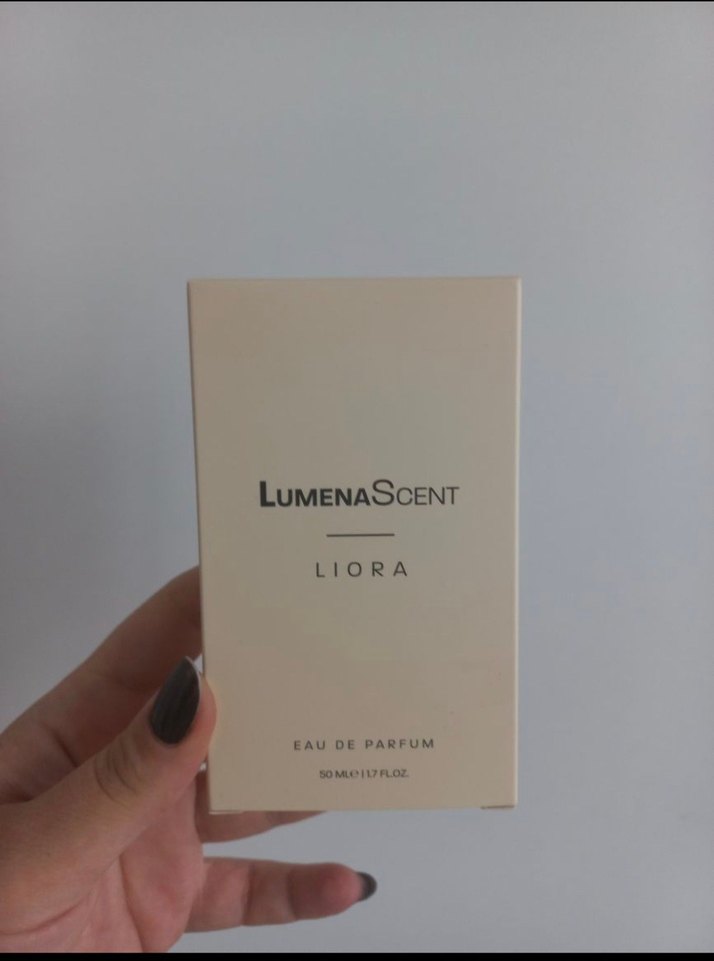 LUMENASCENT
LIORA
EAU DE PARFUM
50 ML℮ | 1.7 FL.OZ.